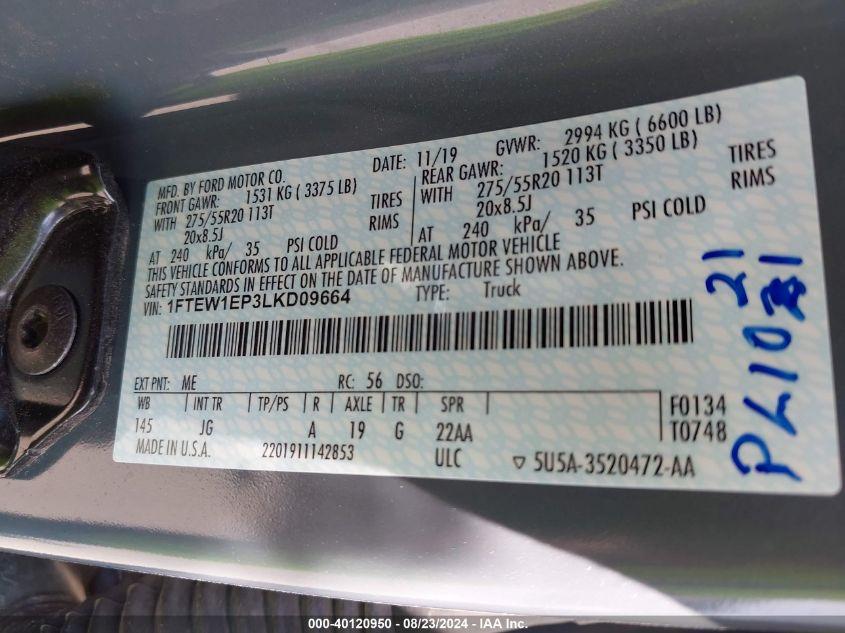 MFD. BY FORD MOTOR CO. DATE: 11/19 GVWR: 2994 KG ( 6600 LB)
FRONT GAWR: 1531 KG ( 3375 LB) REAR GAWR: 1520 KG ( 3350 LB)
WITH 275/55R20 113T TIRES WITH 275/55R20 113T TIRES
20x8.5J RIMS 20x8.5J RIMS
AT 240 kPa/ 35 PSI COLD AT 240 kPa/ 35 PSI COLD
THIS VEHICLE CONFORMS TO ALL APPLICABLE FEDERAL MOTOR VEHICLE
SAFETY STANDARDS IN EFFECT ON THE DATE OF MANUFACTURE SHOWN ABOVE.
VIN: 1FTEW1EP3LKD09664 TYPE: Truck
EXT PNT: ME RC: 56 DSO:
WB INT TR TP/PS R AXLE TR SPR F0134
145 JG A 19 G 22AA T0748
MADE IN U.S.A. 2201911142853 ULC ▽ 5U5A-3520472-AA
21
000-40120950 - 08/23/2024 - IAA Inc.